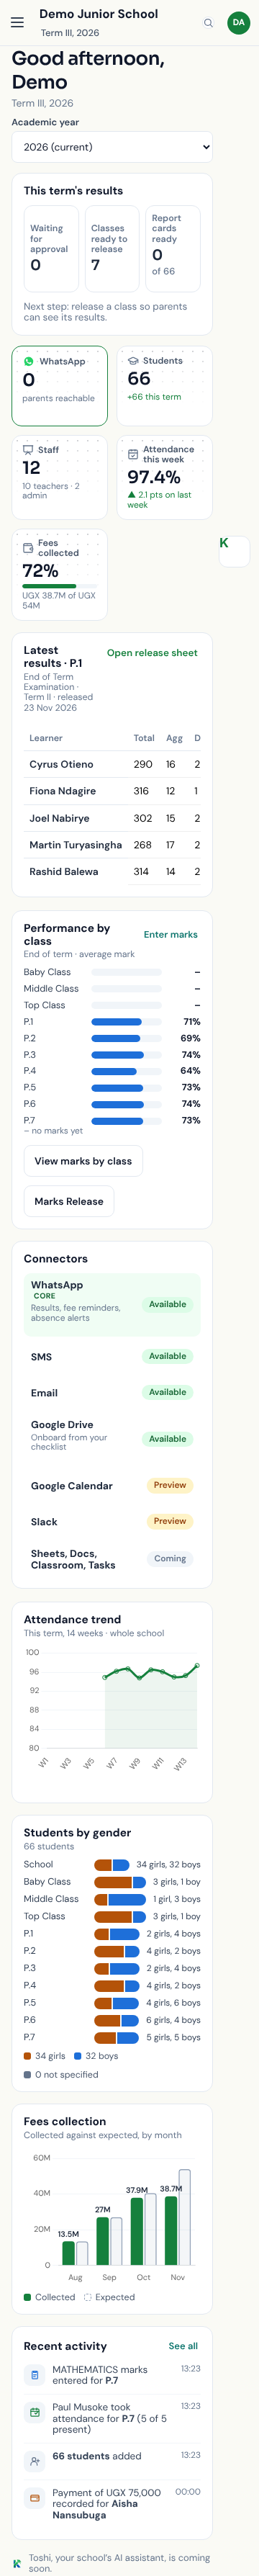 Demo Junior School
Term III, 2026
DA
Good afternoon,
Demo
Term III, 2026
Academic year
2026 (current)
This term's results
Waiting
for
approval
0
Classes
ready to
release
7
Report
cards
ready
0
of 66
Next step: release a class so parents
can see its results.
WhatsApp
0
parents reachable
Students
66
+66 this term
Staff
12
10 teachers · 2
admin
Attendance
this week
97.4%
▲ 2.1 pts on last
week
Fees
collected
72%
UGX 38.7M of UGX
54M
K
Latest
results · P.1
Open release sheet
End of Term
Examination ·
Term II · released
23 Nov 2026
Learner Total Agg D
Cyrus Otieno 290 16 2
Fiona Ndagire 316 12 1
Joel Nabirye 302 15 2
Martin Turyasingha 268 17 2
Rashid Balewa 314 14 2
Performance by
class
Enter marks
End of term · average mark
Baby Class –
Middle Class –
Top Class –
P.1 71%
P.2 69%
P.3 74%
P.4 64%
P.5 73%
P.6 74%
P.7 73%
– no marks yet
View marks by class
Marks Release
Connectors
WhatsApp
CORE
Results, fee reminders,
absence alerts
Available
SMS Available
Email Available
Google Drive
Onboard from your
checklist
Available
Google Calendar Preview
Slack Preview
Sheets, Docs,
Classroom, Tasks
Coming
Attendance trend
This term, 14 weeks · whole school
100
96
92
88
84
80
W1 W3 W5 W7 W9 W11 W13
Students by gender
66 students
School 34 girls, 32 boys
Baby Class 3 girls, 1 boy
Middle Class 1 girl, 3 boys
Top Class 3 girls, 1 boy
P.1 2 girls, 4 boys
P.2 4 girls, 2 boys
P.3 2 girls, 4 boys
P.4 4 girls, 2 boys
P.5 4 girls, 6 boys
P.6 6 girls, 4 boys
P.7 5 girls, 5 boys
34 girls 32 boys
0 not specified
Fees collection
Collected against expected, by month
60M
40M
20M
0
13.5M 27M 37.9M 38.7M
Aug Sep Oct Nov
Collected Expected
Recent activity
See all
MATHEMATICS marks
entered for P.7
13:23
Paul Musoke took
attendance for P.7 (5 of 5
present)
13:23
66 students added 13:23
Payment of UGX 75,000
recorded for Aisha
Nansubuga
00:00
Toshi, your school's AI assistant, is coming
soon.